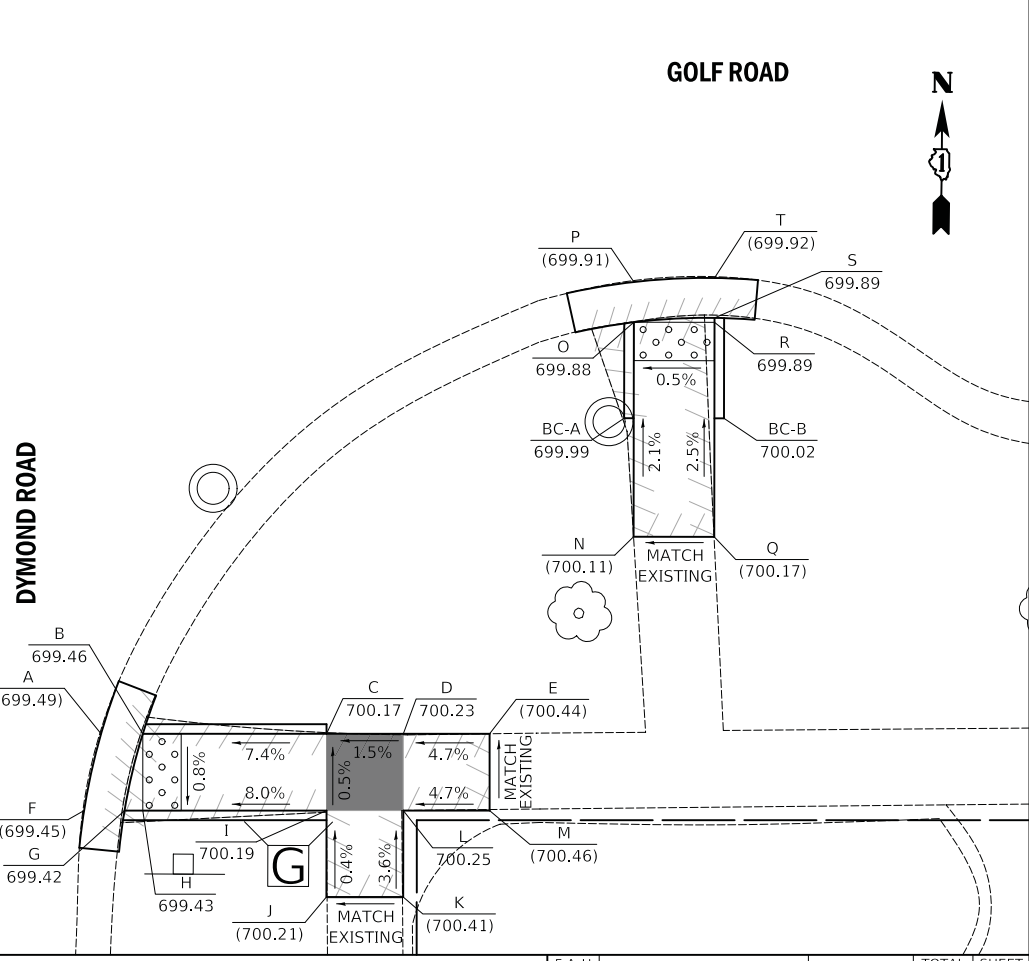 GOLF ROAD
N
1
T
(699.92)
P
(699.91)
S
699.89
O
699.88
R
699.89
0.5%
BC-A
699.99
2.1%
2.5%
BC-B
700.02
DYMOND ROAD
N
(700.11)
MATCH
EXISTING
Q
(700.17)
B
699.46
A
699.49)
C
700.17
D
700.23
E
(700.44)
7.4%
1.5%
4.7%
0.8%
0.5%
MATCH
EXISTING
8.0%
4.7%
F
(699.45)
G
699.42
I
700.19
L
700.25
M
(700.46)
G
H
699.43
0.4%
3.6%
J
(700.21)
MATCH
EXISTING
K
(700.41)
TOTAL
SHEET